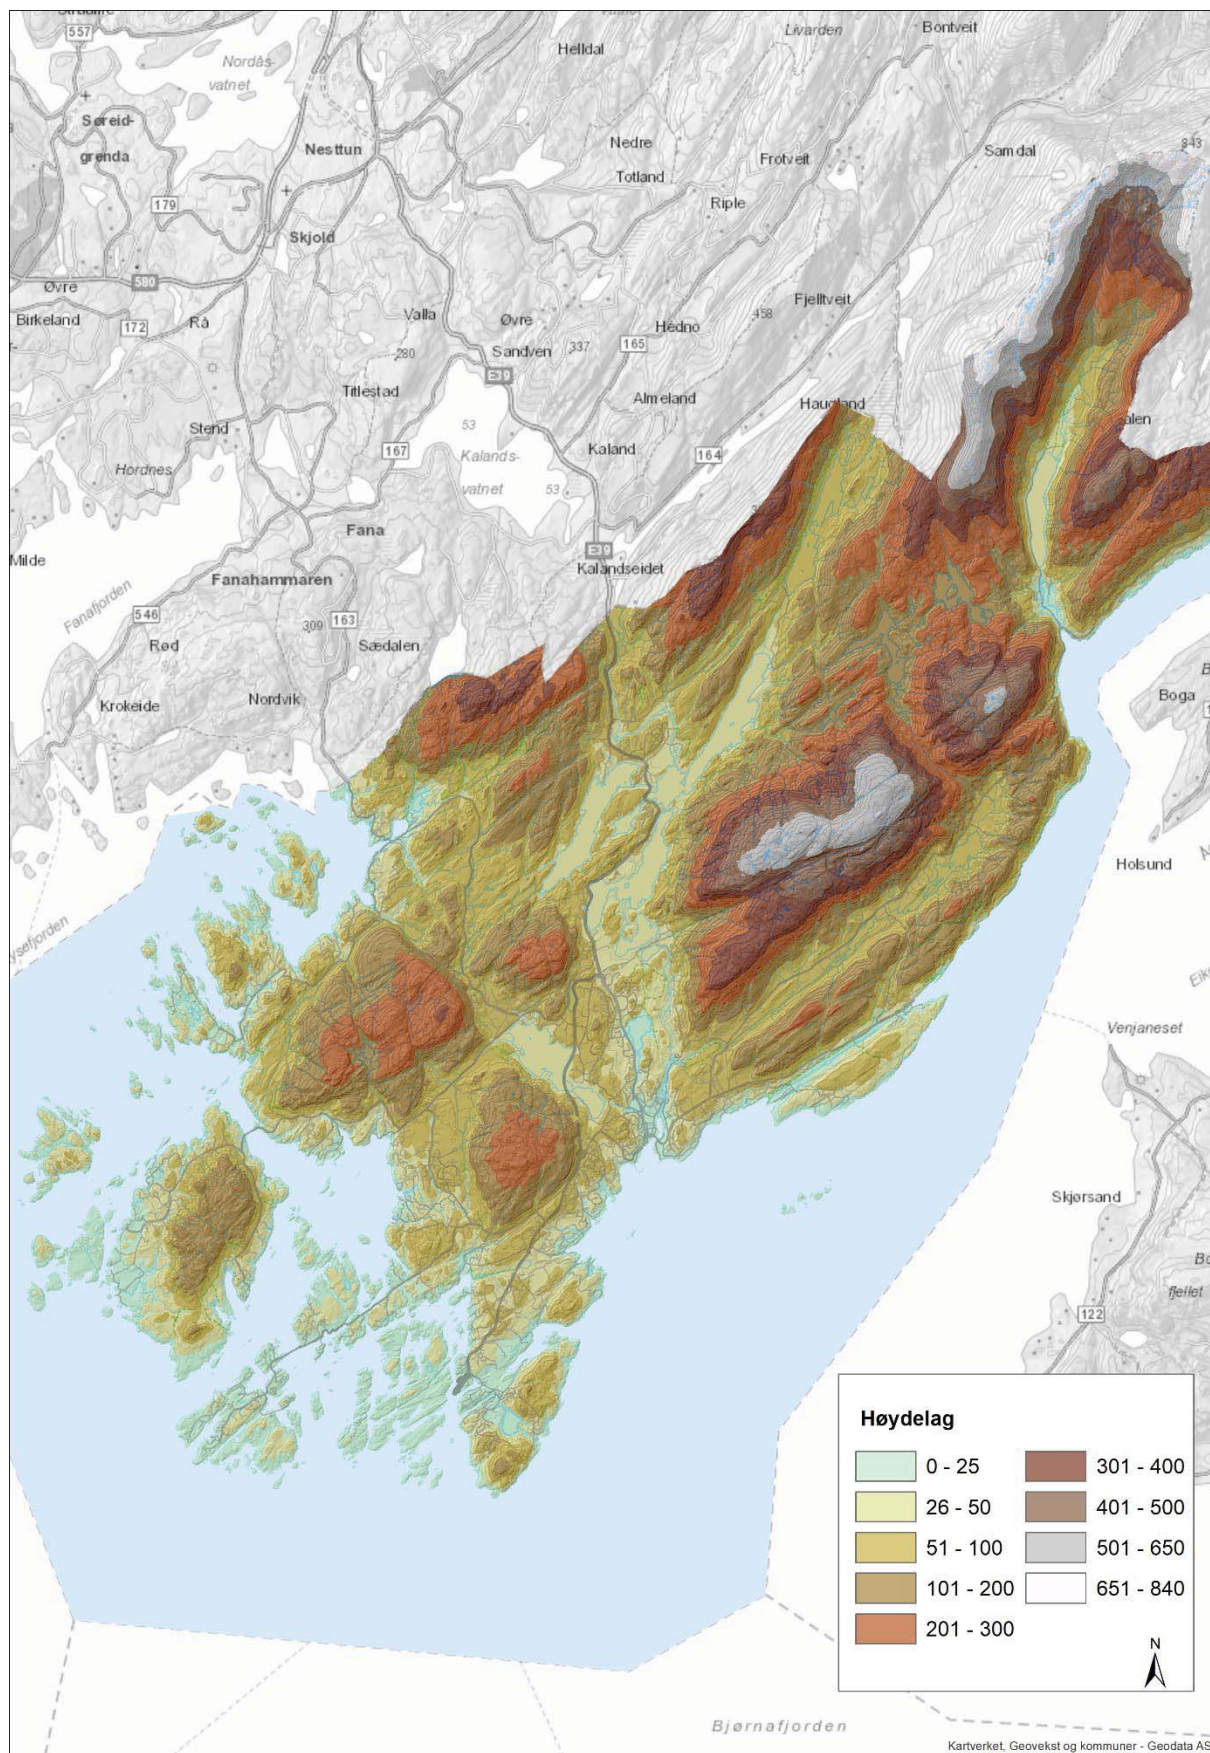 557
Nordås-
vatnet
Helldal
Livarden
Bontveit
Søreid-
grenda
Nesttun
Nedre
Totland
Frotveit
Samdal
843
179
Riple
Skjold
580
Øvre
Birkeland
172
Rå
Valla
Øvre
Sandven
337
Hedno
165
458
Fjelltveit
280
E39
Titlestad
Almeland
Haugland
Stend
53
Kaland
alen
Hordnes
167
Kalands-
vatnet
53
164
Fana
Milde
E39
Kalandseidet
Fanahammaren
Fanafjorden
546
163
309
Rød
Sædalen
Krokeide
Nordvik
Boga
Holsund
ysefjorden
Venjaneset
Skjørsand
fjellet
122
Høydelag
0 - 25
26 - 50
51 - 100
101 - 200
201 - 300
301 - 400
401 - 500
501 - 650
651 - 840
N
Bjørnafjorden
Kartverket, Geovekst og kommuner - Geodata AS